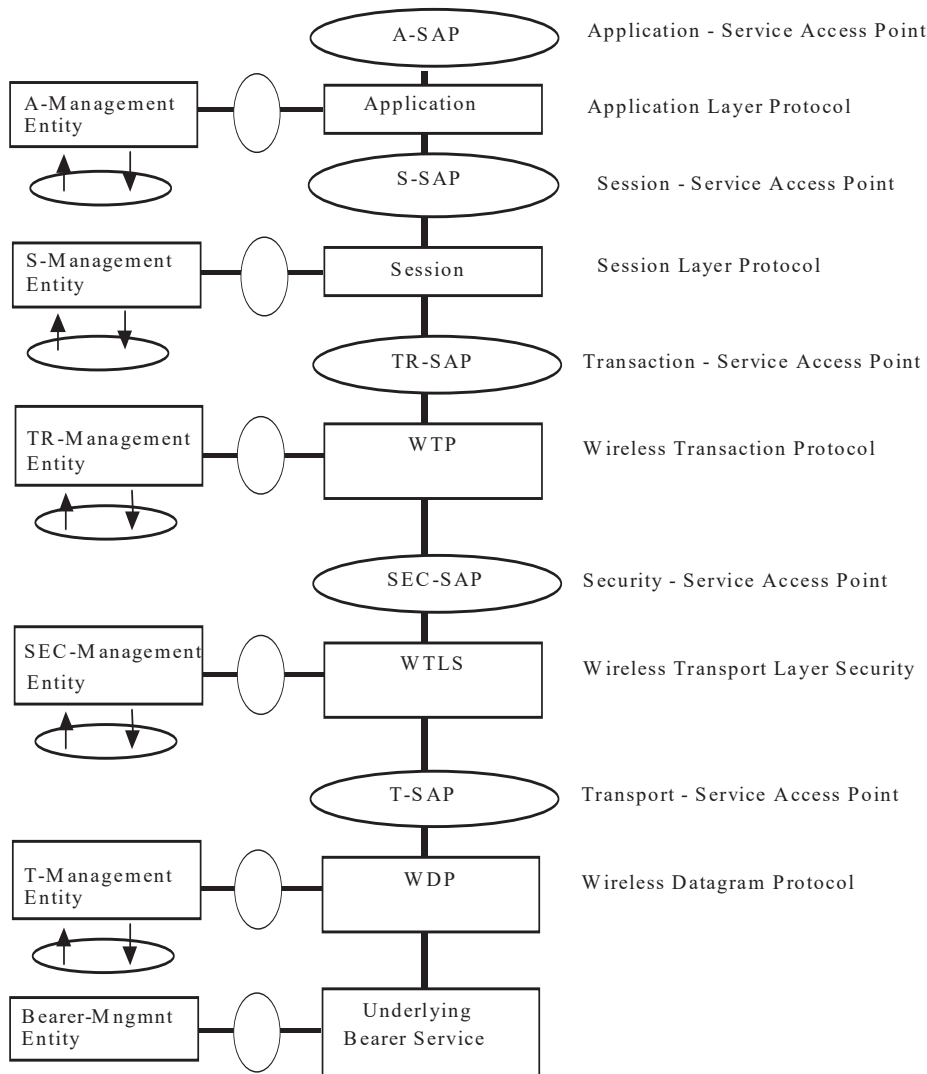 A-SAP
Application - Service Access Point
A-Management
Entity
Application
Application Layer Protocol
S-SAP
Session - Service Access Point
S-Management
Entity
Session
Session Layer Protocol
TR-SAP
Transaction - Service Access Point
TR-Management
Entity
WTP
Wireless Transaction Protocol
SEC-SAP
Security - Service Access Point
SEC-Management
Entity
WTLS
Wireless Transport Layer Security
T-SAP
Transport - Service Access Point
T-Management
Entity
WDP
Wireless Datagram Protocol
Bearer-Mngmnt
Entity
Underlying
Bearer Service